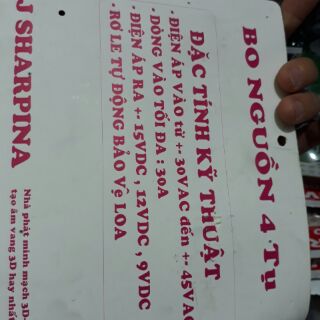 BO NGUỒN 4 TỤ
ĐẶC TÍNH KỸ THUẬT
• ĐIỆN ÁP VÀO từ +- 30VAC đến +- 45VAC
• DÒNG VÀO TỐI ĐA : 30A
• ĐIỆN ÁP RA +- 15VDC , 12VDC , 9VDC
• RƠ LE TỰ ĐỘNG BẢO VỆ LOA
J SHARPINA
Nhà phát minh mạch 3D-
tạo âm vang 3D hay nhất